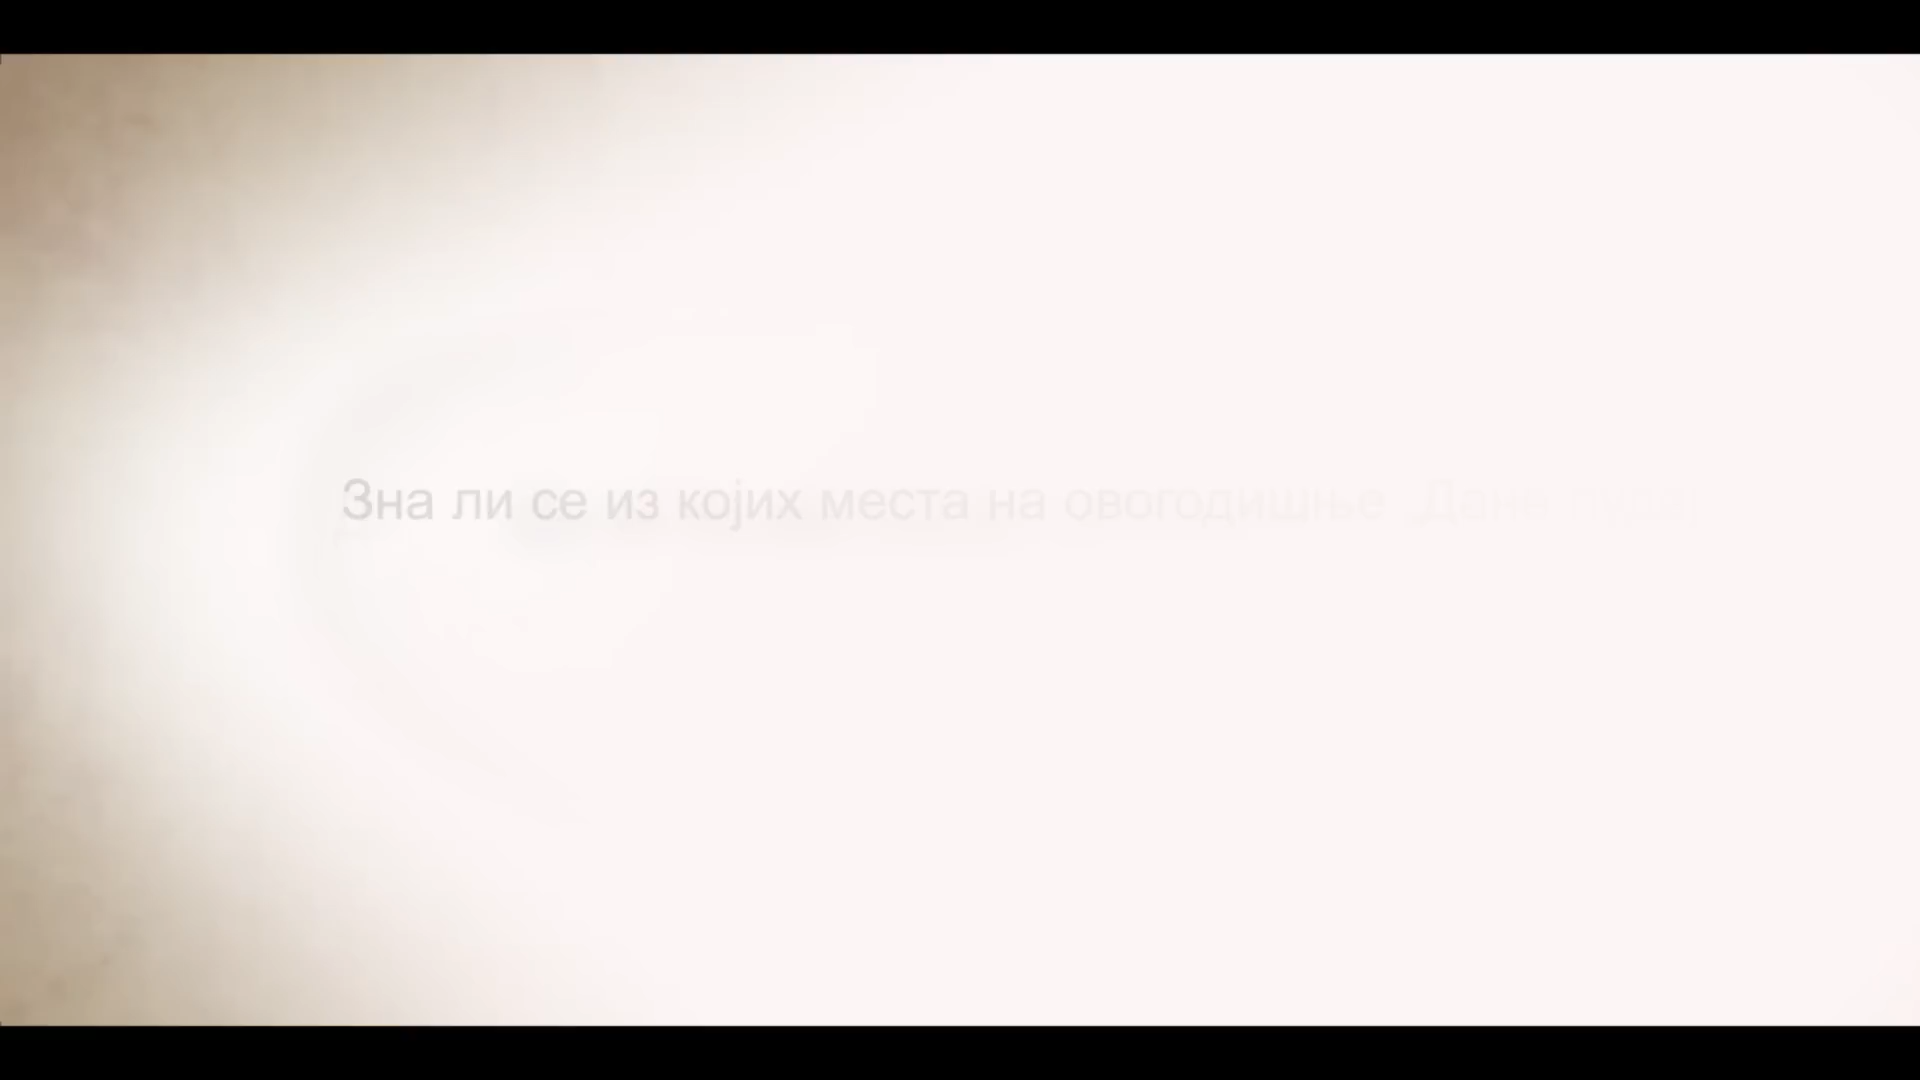 Зна ли се из којих места на овогодишње „Дане